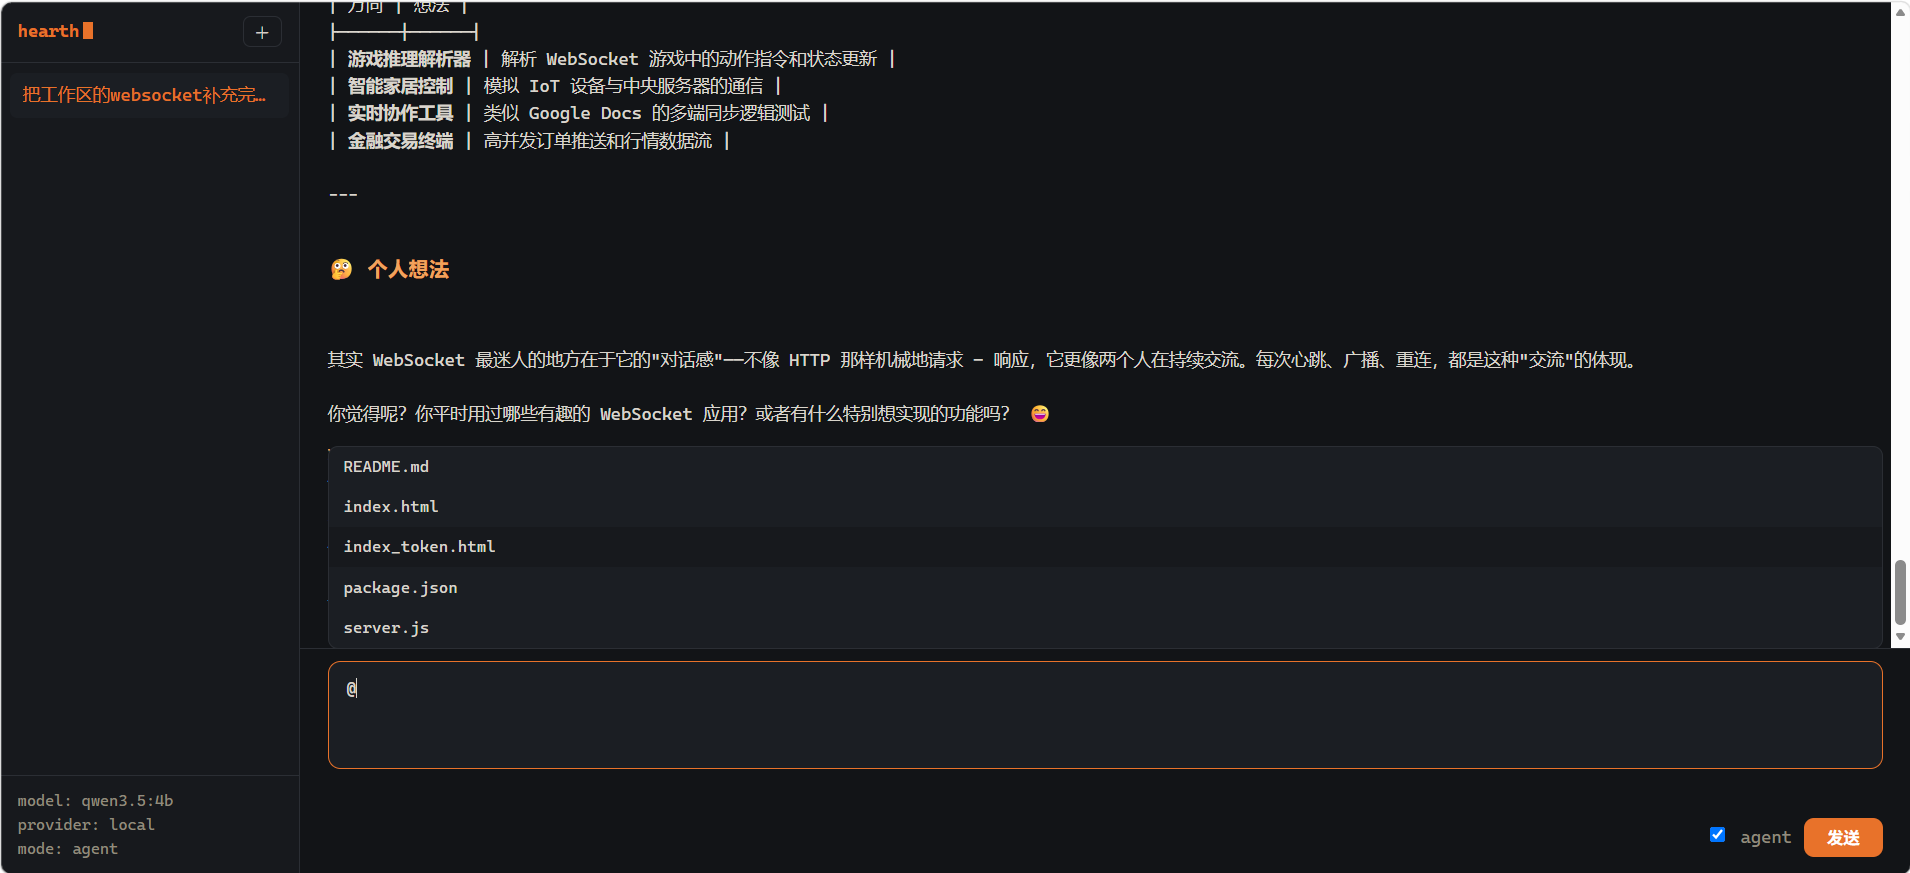 hearth
+
把工作区的websocket补充完…
| 方向 | 想法 |
|------|------|
| 游戏推理解析器 | 解析 WebSocket 游戏中的动作指令和状态更新 |
| 智能家居控制 | 模拟 IoT 设备与中央服务器的通信 |
| 实时协作工具 | 类似 Google Docs 的多端同步逻辑测试 |
| 金融交易终端 | 高并发订单推送和行情数据流 |
---
🤔 个人想法
其实 WebSocket 最迷人的地方在于它的"对话感"——不像 HTTP 那样机械地请求 - 响应，它更像两个人在持续交流。每次心跳、广播、重连，都是这种"交流"的体现。
你觉得呢？你平时用过哪些有趣的 WebSocket 应用？或者有什么特别想实现的功能吗？ 😄
README.md
index.html
index_token.html
package.json
server.js
@
model: qwen3.5:4b
provider: local
mode: agent
agent
发送